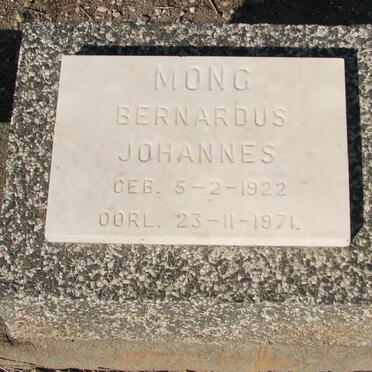 MONG
BERNARDUS
JOHANNES
GEB. 5-2-1922
OORL. 23-11-1971.